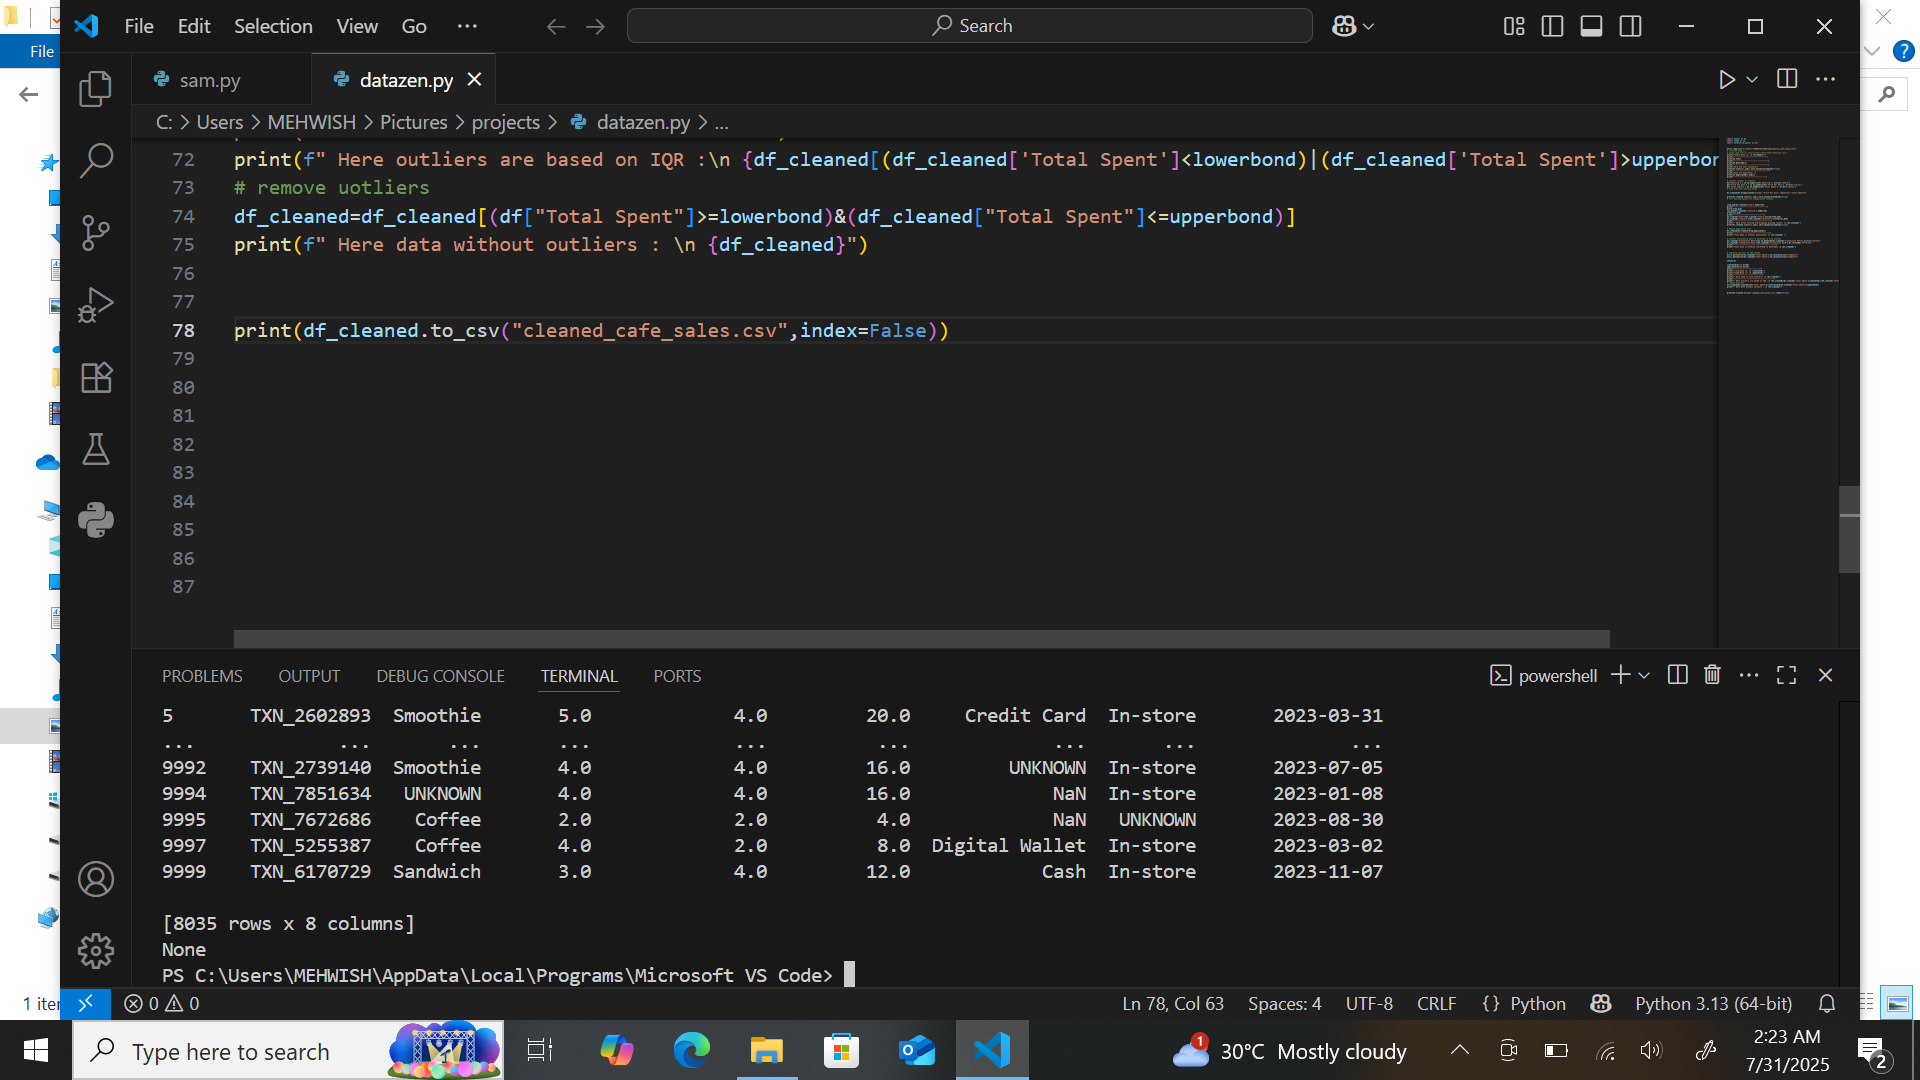 File
File Edit Selection View Go ···
Search
?
sam.py
datazen.py
C: > Users > MEHWISH > Pictures > projects > datazen.py > ...
72 print(f" Here outliers are based on IQR :\n {df_cleaned[(df_cleaned['Total Spent']<lowerbond)|(df_cleaned['Total Spent']>upperbon
73 # remove uotliers
74 df_cleaned=df_cleaned[(df["Total Spent"]>=lowerbond)&(df_cleaned["Total Spent"]<=upperbond)]
75 print(f" Here data without outliers : \n {df_cleaned}")
76
77
78 print(df_cleaned.to_csv("cleaned_cafe_sales.csv",index=False))
79
80
81
82
83
84
85
86
87
PROBLEMS OUTPUT DEBUG CONSOLE TERMINAL PORTS
powershell
5 TXN_2602893 Smoothie 5.0 4.0 20.0 Credit Card In-store 2023-03-31
... ... ... ... ... ... ... ... ...
9992 TXN_2739140 Smoothie 4.0 4.0 16.0 UNKNOWN In-store 2023-07-05
9994 TXN_7851634 UNKNOWN 4.0 4.0 16.0 NaN In-store 2023-01-08
9995 TXN_7672686 Coffee 2.0 2.0 4.0 NaN UNKNOWN 2023-08-30
9997 TXN_5255387 Coffee 4.0 2.0 8.0 Digital Wallet In-store 2023-03-02
9999 TXN_6170729 Sandwich 3.0 4.0 12.0 Cash In-store 2023-11-07
[8035 rows x 8 columns]
None
PS C:\Users\MEHWISH\AppData\Local\Programs\Microsoft VS Code>
1 iter
0 0
Ln 78, Col 63 Spaces: 4 UTF-8 CRLF {} Python Python 3.13 (64-bit)
Type here to search
1
30°C Mostly cloudy
2:23 AM
7/31/2025
2